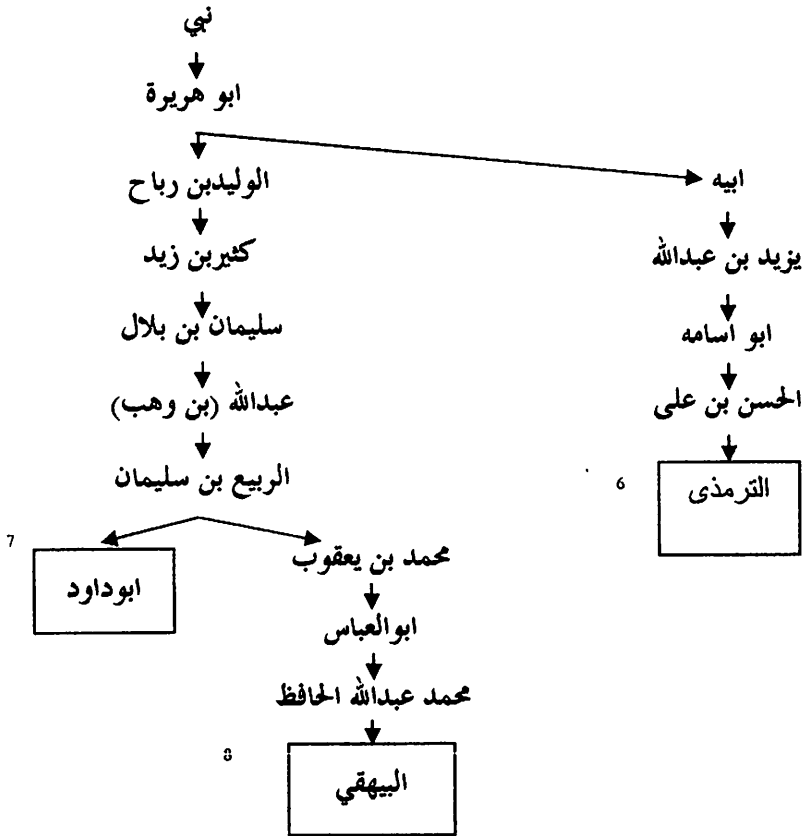 نبي
ابو هريرة
الوليدبن رباح
ابيه
كثيربن زيد
يزيد بن عبدالله
سليمان بن بلال
ابو اسامه
عبدالله (بن وهب)
الحسن بن على
الربيع بن سليمان
6
الترمذى
7
ابوداود
محمد بن يعقوب
ابوالعباس
محمد عبدالله الحافظ
8
البيهقي